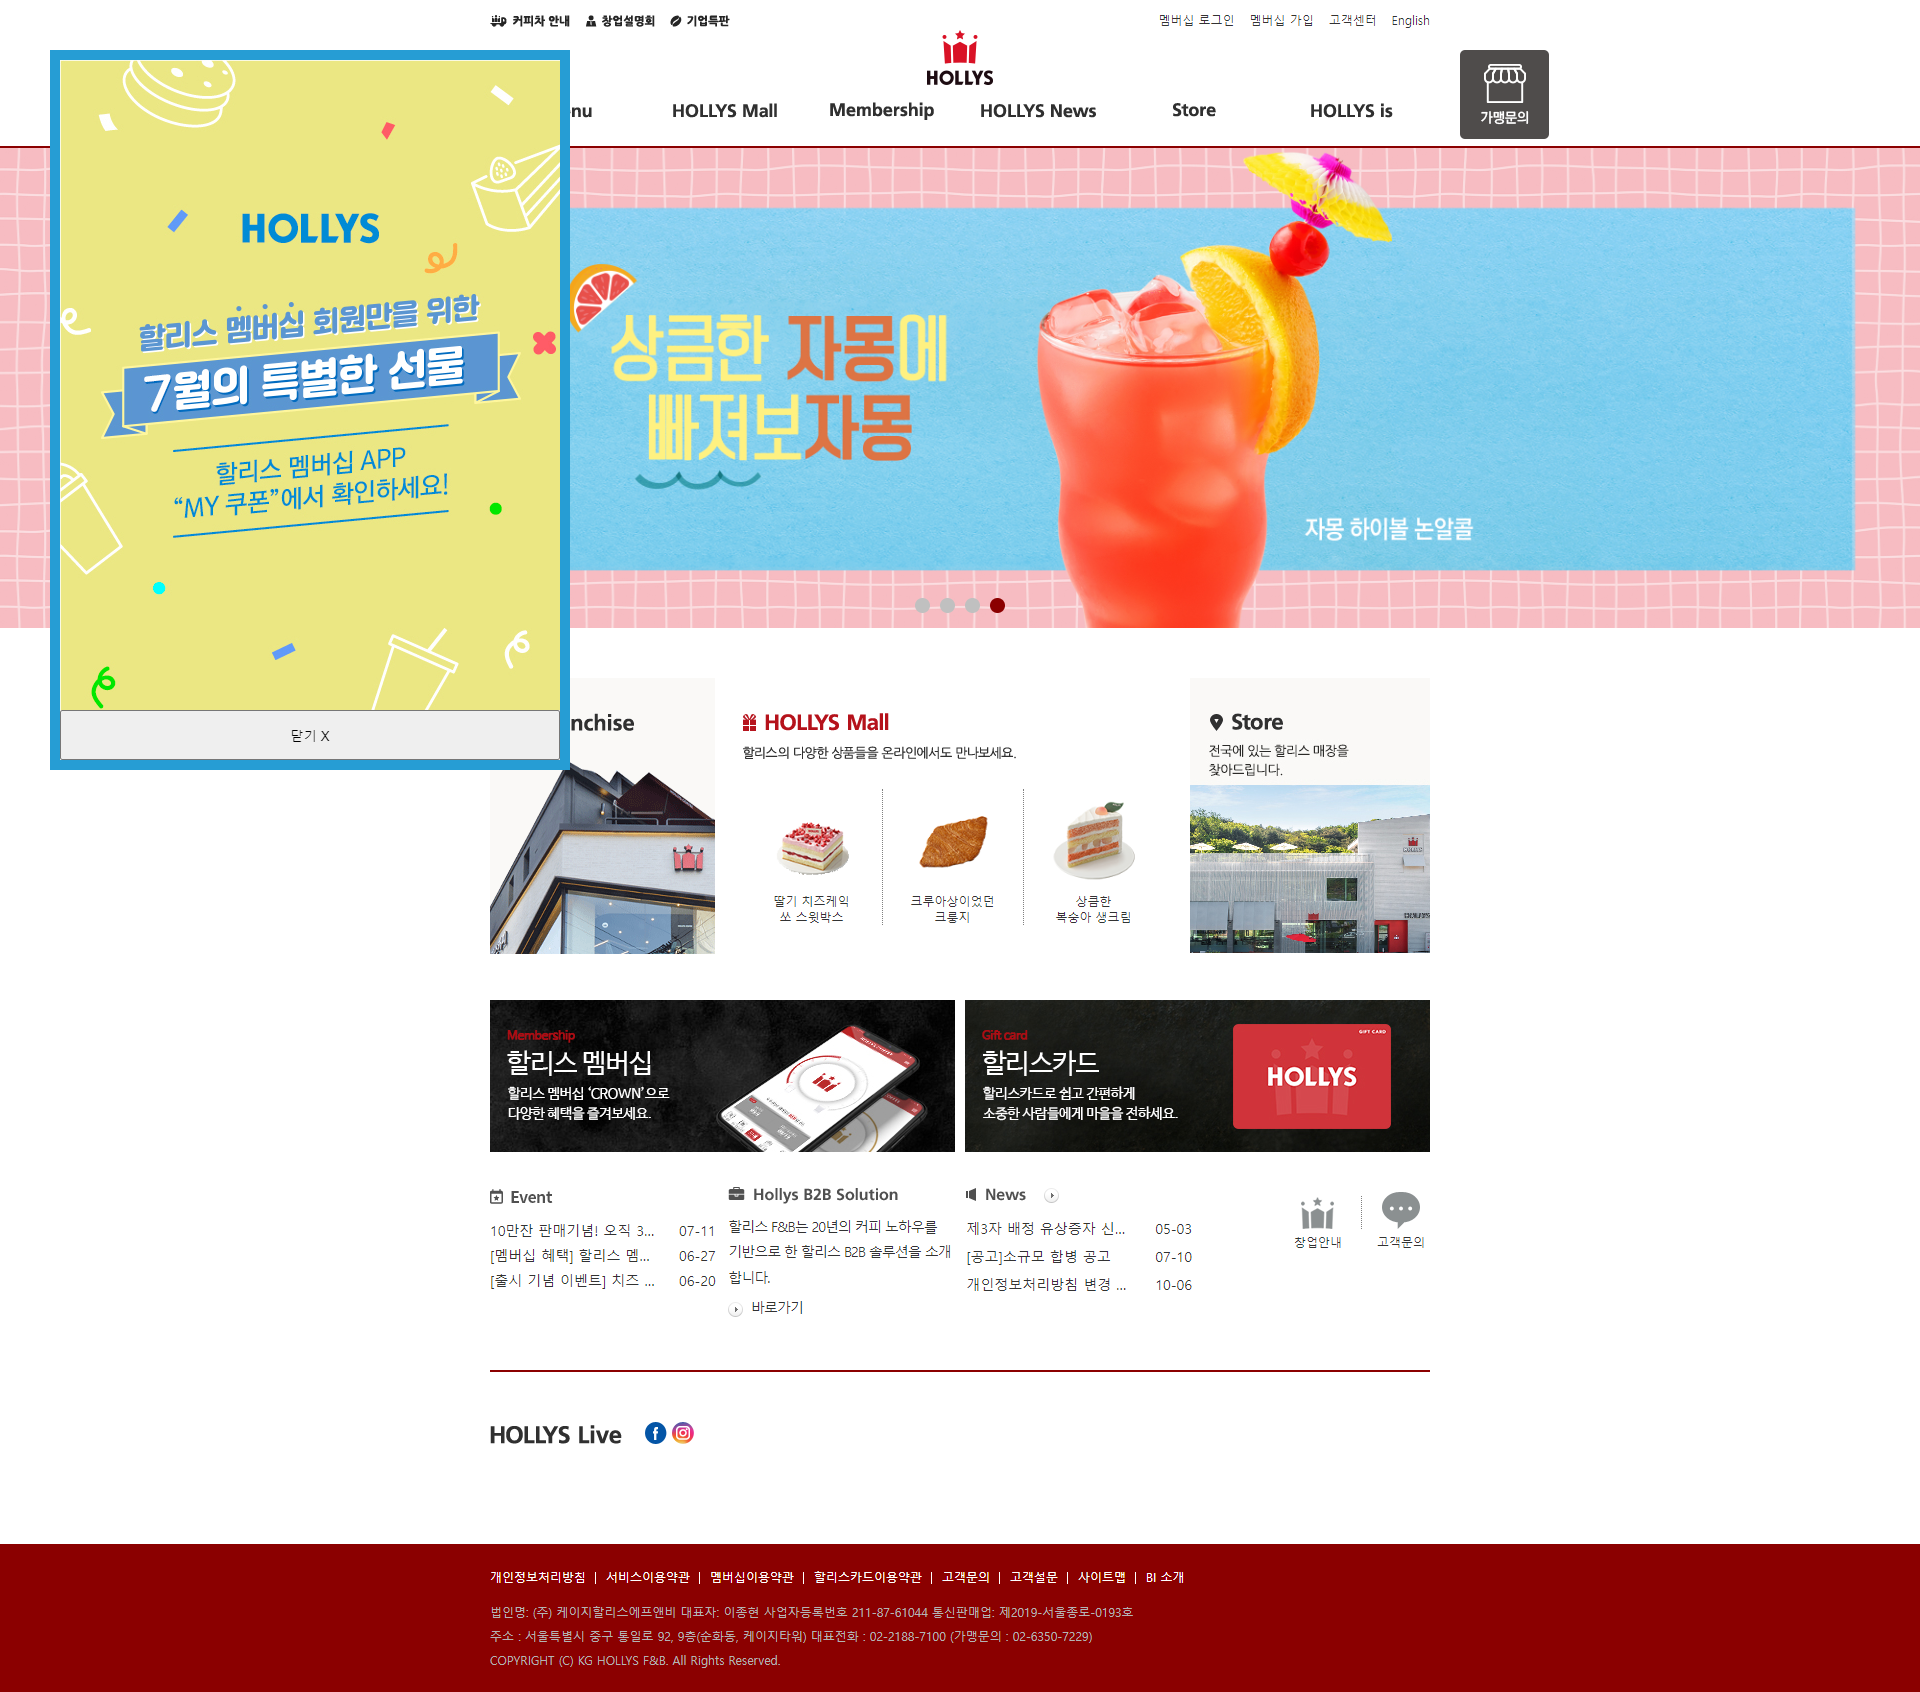 커피차 안내 창업설명회 기업특판
멤버십 로그인 멤버십 가입 고객센터 English
HOLLYS
가맹문의
enu HOLLYS Mall Membership HOLLYS News Store HOLLYS is
HOLLYS
할리스 멤버십 회원만을 위한
7월의 특별한 선물
할리스 멤버십 APP
“MY 쿠폰”에서 확인하세요!
닫기 X
상큼한 자몽에
빠져보자몽
자몽 하이볼 논알콜
nchise
HOLLYS Mall
할리스의 다양한 상품들을 온라인에서도 만나보세요.
딸기 치즈케익
쏘 스윗박스
크루아상이었던
크룽지
상큼한
복숭아 생크림
Store
전국에 있는 할리스 매장을
찾아드립니다.
Membership
할리스 멤버십
할리스 멤버십 ‘CROWN’으로
다양한 혜택을 즐겨보세요.
Gift card
할리스카드
할리스카드로 쉽고 간편하게
소중한 사람들에게 마음을 전하세요.
GIFT CARD
HOLLYS
Event
10만잔 판매기념! 오직 3... 07-11
[멤버십 혜택] 할리스 멤... 06-27
[출시 기념 이벤트] 치즈 ... 06-20
Hollys B2B Solution
할리스 F&B는 20년의 커피 노하우를
기반으로 한 할리스 B2B 솔루션을 소개
합니다.
바로가기
News
제3자 배정 유상증자 신... 05-03
[공고]소규모 합병 공고 07-10
개인정보처리방침 변경 ... 10-06
창업안내
고객문의
HOLLYS Live
개인정보처리방침 | 서비스이용약관 | 멤버십이용약관 | 할리스카드이용약관 | 고객문의 | 고객설문 | 사이트맵 | BI 소개
법인명: (주) 케이지할리스에프앤비 대표자: 이종현 사업자등록번호 211-87-61044 통신판매업: 제2019-서울종로-0193호
주소 : 서울특별시 중구 통일로 92, 9층(순화동, 케이지타워) 대표전화 : 02-2188-7100 (가맹문의 : 02-6350-7229)
COPYRIGHT (C) KG HOLLYS F&B. All Rights Reserved.